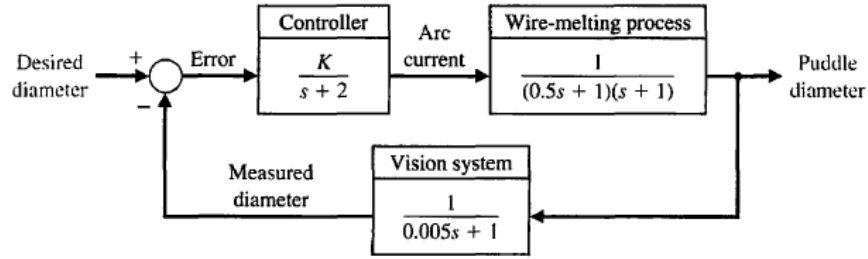 Controller
Wire-melting process
Desired
diameter
+
−
Error
K
s + 2
Arc
current
1
(0.5s + 1)(s + 1)
Puddle
diameter
Measured
diameter
Vision system
1
0.005s + 1